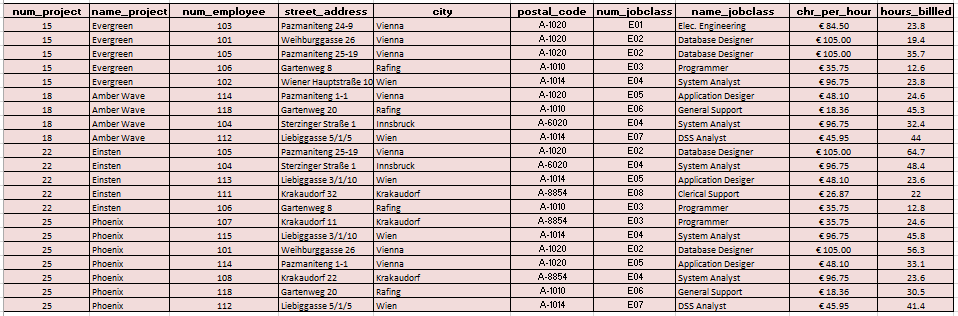 num_project name_project num_employee street_address city postal_code num_jobclass name_jobclass chr_per_hour hours_billled
15 Evergreen 103 Pazmaniteng 24-9 Vienna A-1020 E01 Elec. Engineering € 84.50 23.8
15 Evergreen 101 Weihburggasse 26 Vienna A-1020 E02 Database Designer € 105.00 19.4
15 Evergreen 105 Pazmaniteng 25-19 Vienna A-1020 E02 Database Designer € 105.00 35.7
15 Evergreen 106 Gartenweg 8 Rafing A-1010 E03 Programmer € 35.75 12.6
15 Evergreen 102 Wiener Hauptstraße 10 Wien A-1014 E04 System Analyst € 96.75 23.8
18 Amber Wave 114 Pazmaniteng 1-1 Vienna A-1020 E05 Application Desiger € 48.10 24.6
18 Amber Wave 118 Gartenweg 20 Rafing A-1010 E06 General Support € 18.36 45.3
18 Amber Wave 104 Sterzinger Straße 1 Innsbruck A-6020 E04 System Analyst € 96.75 32.4
18 Amber Wave 112 Liebiggasse 5/1/5 Wien A-1014 E07 DSS Analyst € 45.95 44
22 Einsten 105 Pazmaniteng 25-19 Vienna A-1020 E02 Database Designer € 105.00 64.7
22 Einsten 104 Sterzinger Straße 1 Innsbruck A-6020 E04 System Analyst € 96.75 48.4
22 Einsten 113 Liebiggasse 3/1/10 Wien A-1014 E05 Application Desiger € 48.10 23.6
22 Einsten 111 Krakaudorf 32 Krakaudorf A-8854 E08 Clerical Support € 26.87 22
22 Einsten 106 Gartenweg 8 Rafing A-1010 E03 Programmer € 35.75 12.8
25 Phoenix 107 Krakaudorf 11 Krakaudorf A-8854 E03 Programmer € 35.75 24.6
25 Phoenix 115 Liebiggasse 3/1/10 Wien A-1014 E04 System Analyst € 96.75 45.8
25 Phoenix 101 Weihburggasse 26 Vienna A-1020 E02 Database Designer € 105.00 56.3
25 Phoenix 114 Pazmaniteng 1-1 Vienna A-1020 E05 Application Desiger € 48.10 33.1
25 Phoenix 108 Krakaudorf 22 Krakaudorf A-8854 E04 System Analyst € 96.75 23.6
25 Phoenix 118 Gartenweg 20 Rafing A-1010 E06 General Support € 18.36 30.5
25 Phoenix 112 Liebiggasse 5/1/5 Wien A-1014 E07 DSS Analyst € 45.95 41.4